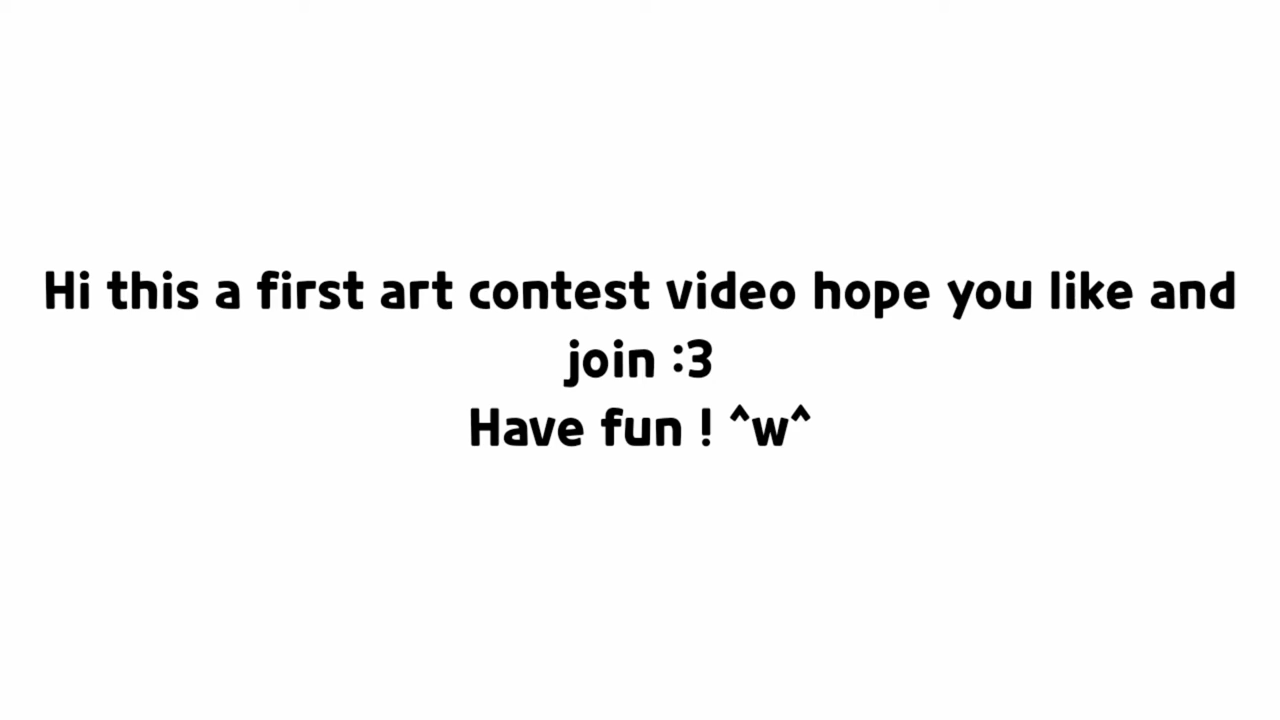 Hi this a first art contest video hope you like and
join :3
Have fun ! ^w^